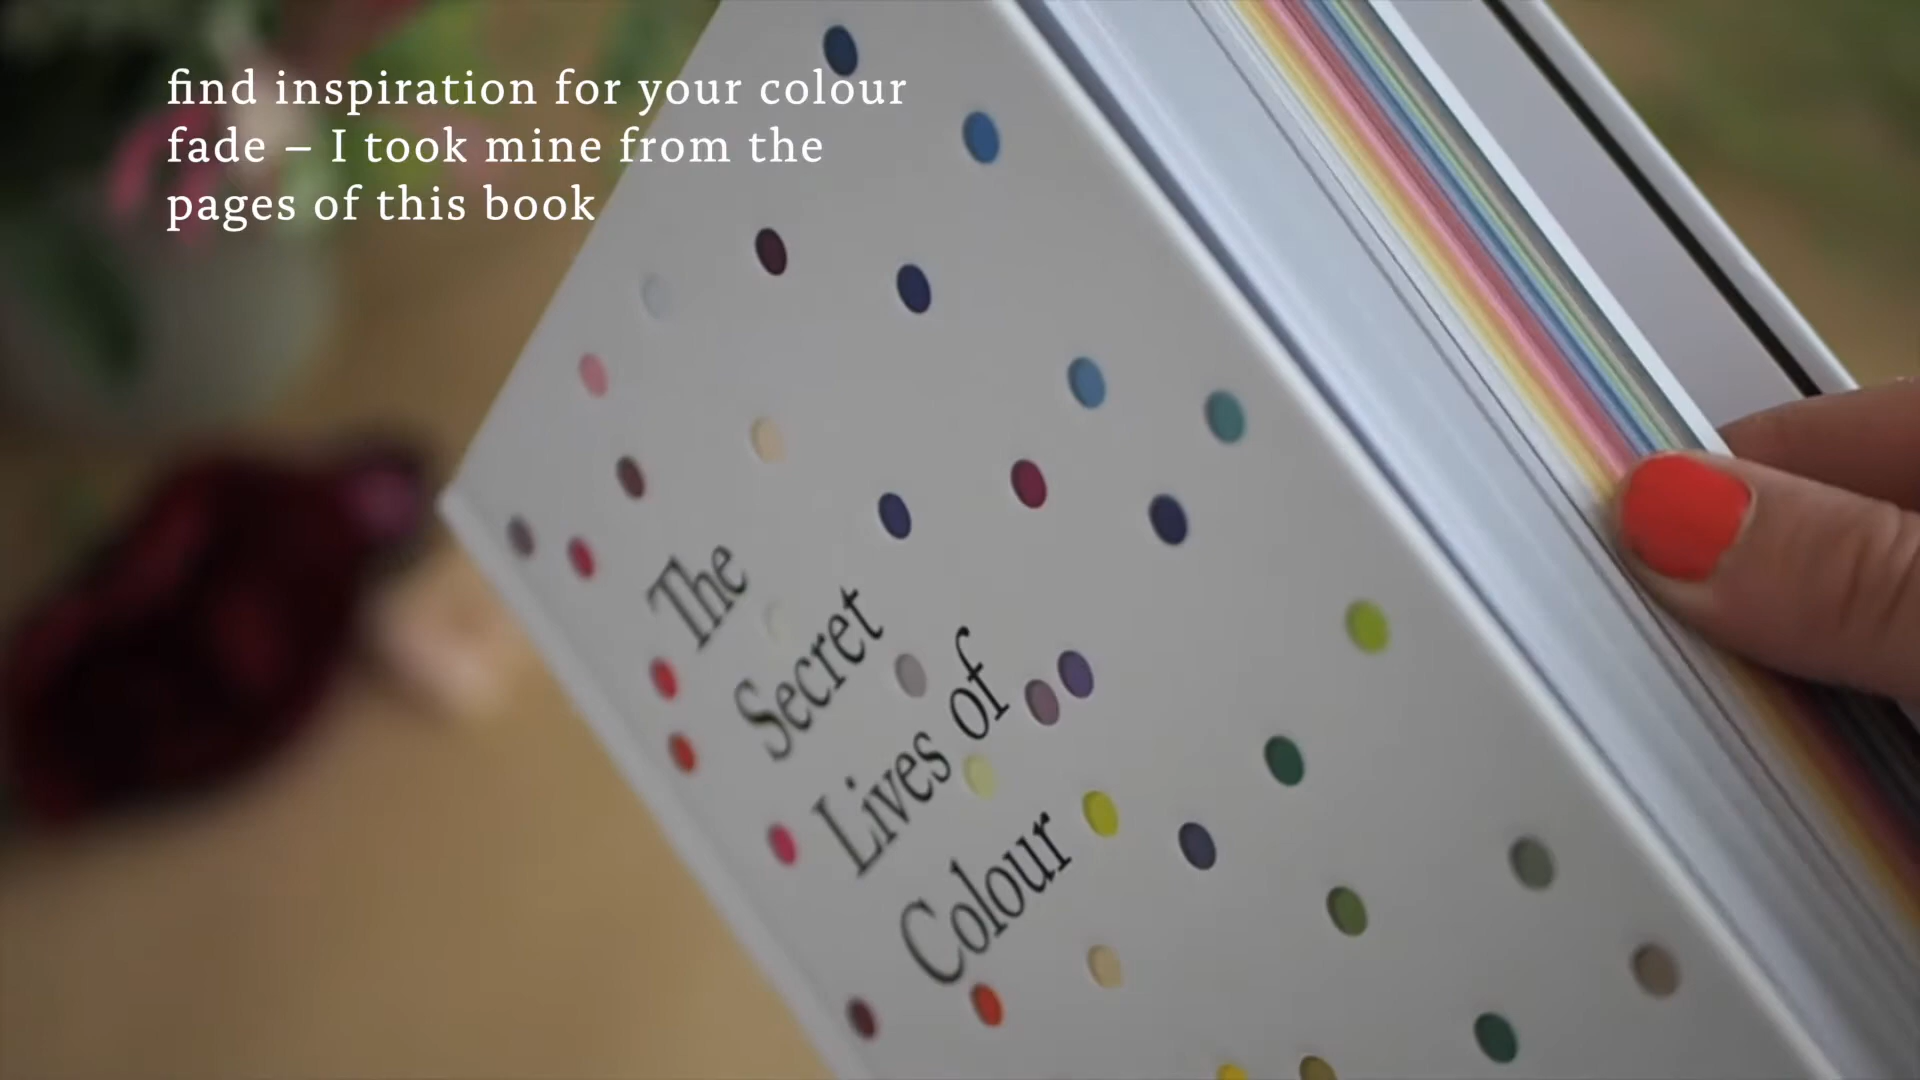 find inspiration for your colour
fade – I took mine from the
pages of this book
The
Secret
Lives of
Colour